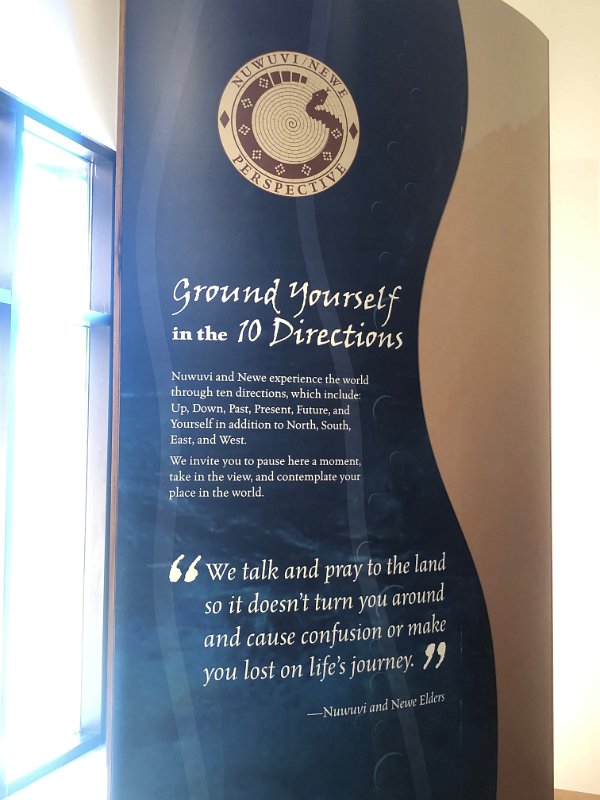 NUWUVI/NEWE
PERSPECTIVE
Ground Yourself
in the 10 Directions
Nuwuvi and Newe experience the world
through ten directions, which include:
Up, Down, Past, Present, Future, and
Yourself in addition to North, South,
East, and West.
We invite you to pause here a moment,
take in the view, and contemplate your
place in the world.
“We talk and pray to the land
so it doesn’t turn you around
and cause confusion or make
you lost on life’s journey.”
—Nuwuvi and Newe Elders